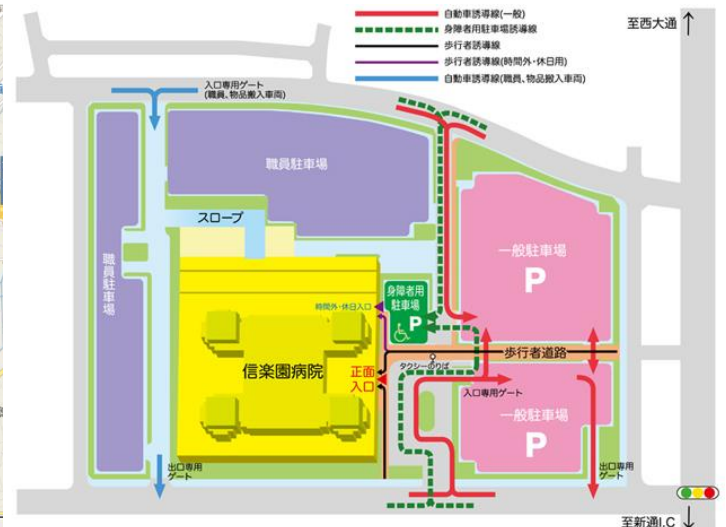 自動車誘導線(一般)
身障者用駐車場誘導線
歩行者誘導線
歩行者誘導線(時間外・休日用)
自動車誘導線(職員、物品搬入車両)
至西大通
入口専用ゲート
(職員、物品搬入車両)
職員駐車場
スロープ
職員駐車場
一般駐車場
P
身障者用
駐車場
P
時間外・休日入口
信楽園病院
正面
入口
歩行者道路
タクシーのりば
入口専用ゲート
一般駐車場
P
出口専用
ゲート
出口専用
ゲート
至新通I.C